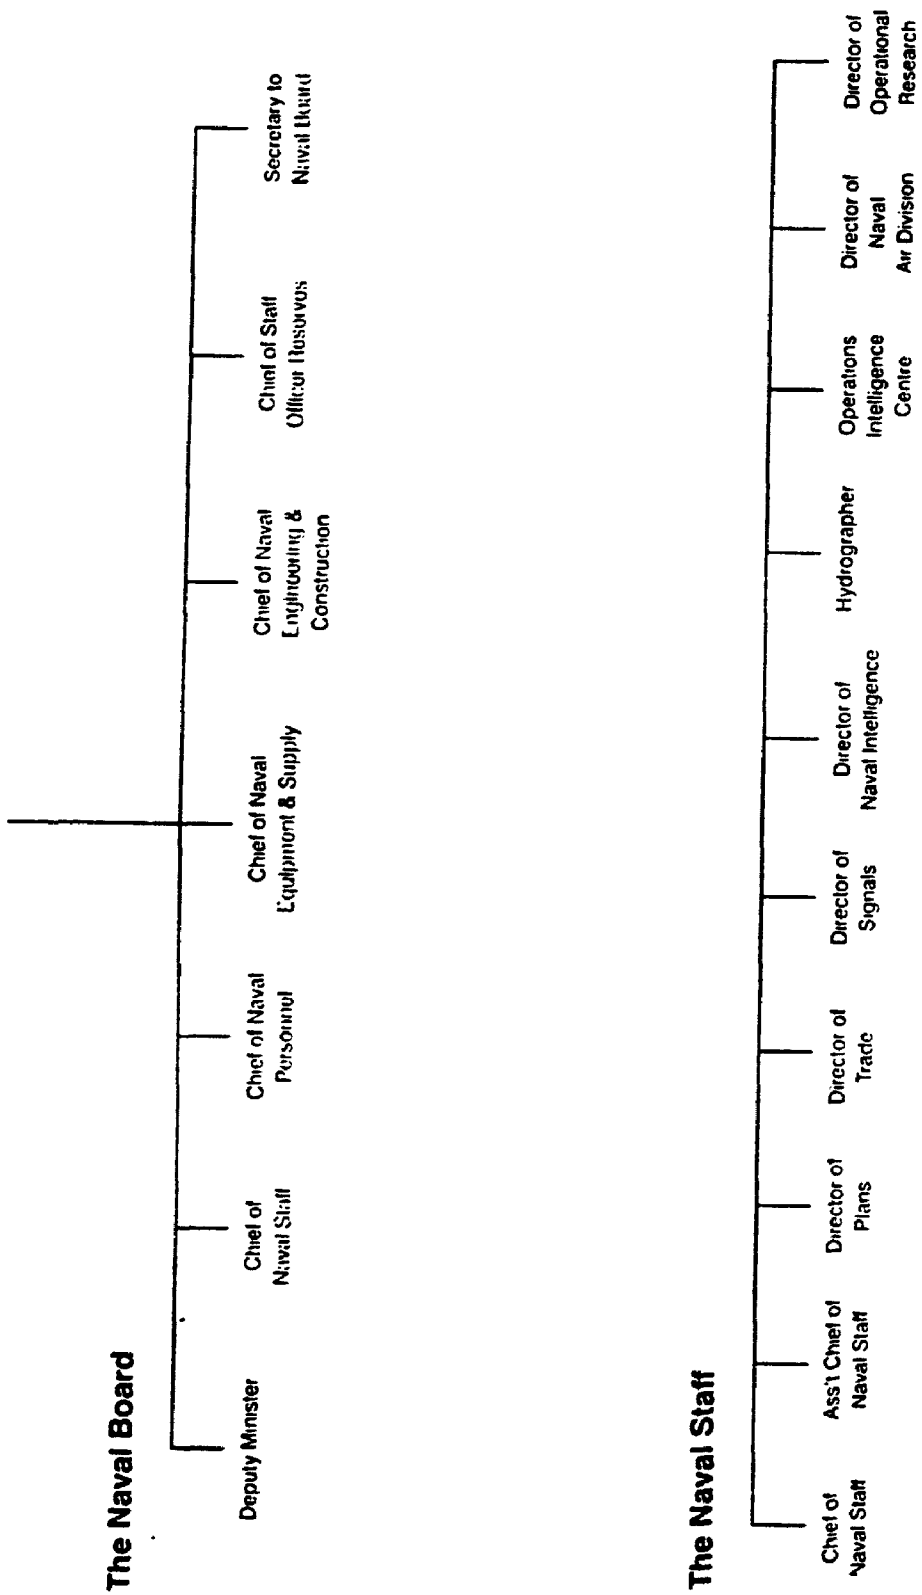 The Naval Board
Deputy Minister
Chief of
Naval Staff
Chief of Naval
Personnel
Chief of Naval
Equipment & Supply
Chief of Naval
Engineering &
Construction
Chief of Staff
Officer Reserves
Secretary to
Naval Board
The Naval Staff
Chief of
Naval Staff
Ass't Chief of
Naval Staff
Director of
Plans
Director of
Trade
Director of
Signals
Director of
Naval Intelligence
Hydrographer
Operations
Intelligence
Centre
Director of
Naval
Air Division
Director of
Operational
Research